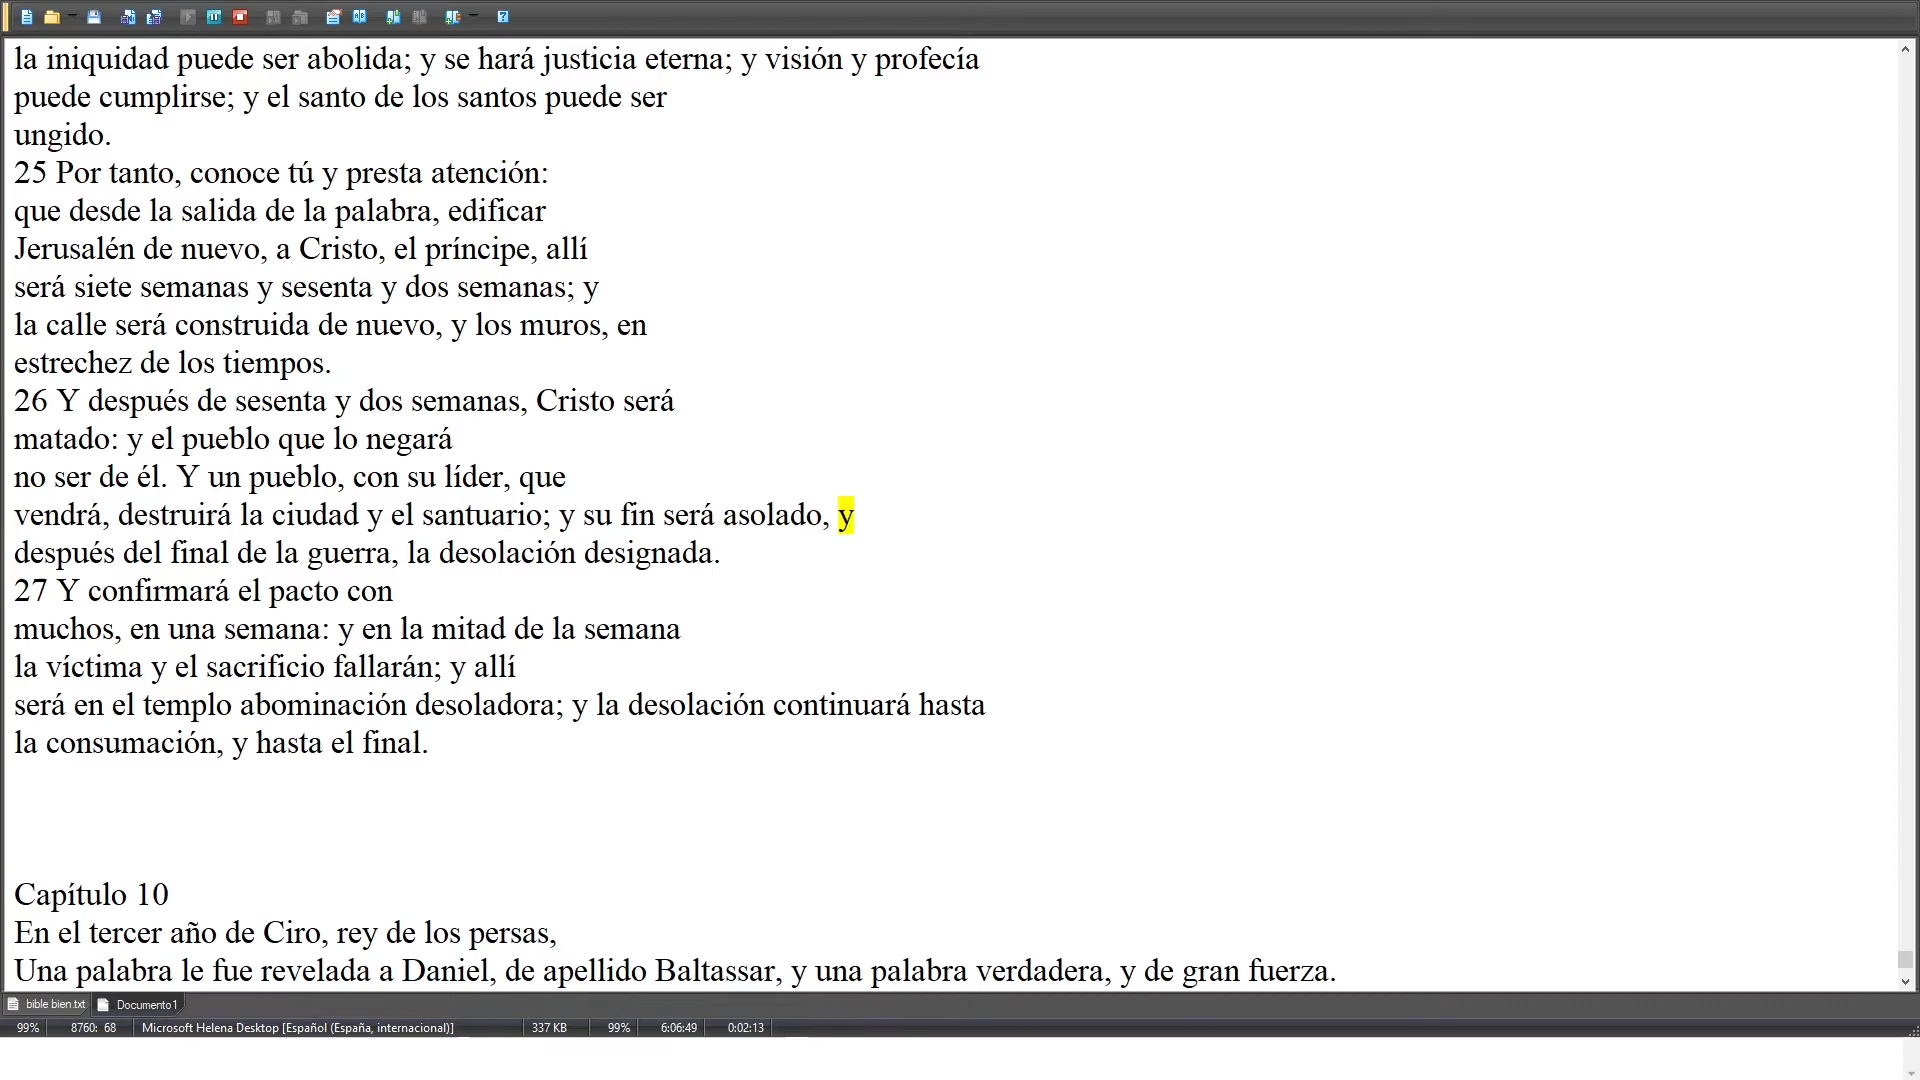 la iniquidad puede ser abolida; y se hará justicia eterna; y visión y profecía
puede cumplirse; y el santo de los santos puede ser
ungido.
25 Por tanto, conoce tú y presta atención:
que desde la salida de la palabra, edificar
Jerusalén de nuevo, a Cristo, el príncipe, allí
será siete semanas y sesenta y dos semanas; y
la calle será construida de nuevo, y los muros, en
estrechez de los tiempos.
26 Y después de sesenta y dos semanas, Cristo será
matado: y el pueblo que lo negará
no ser de él. Y un pueblo, con su líder, que
vendrá, destruirá la ciudad y el santuario; y su fin será asolado, y
después del final de la guerra, la desolación designada.
27 Y confirmará el pacto con
muchos, en una semana: y en la mitad de la semana
la víctima y el sacrificio fallarán; y allí
será en el templo abominación desoladora; y la desolación continuará hasta
la consumación, y hasta el final.
Capítulo 10
En el tercer año de Ciro, rey de los persas,
Una palabra le fue revelada a Daniel, de apellido Baltassar, y una palabra verdadera, y de gran fuerza.
bible bien.txt Documento1
99% 8760: 68 Microsoft Helena Desktop [Español (España, internacional)] 337 KB 99% 6:06:49 0:02:13